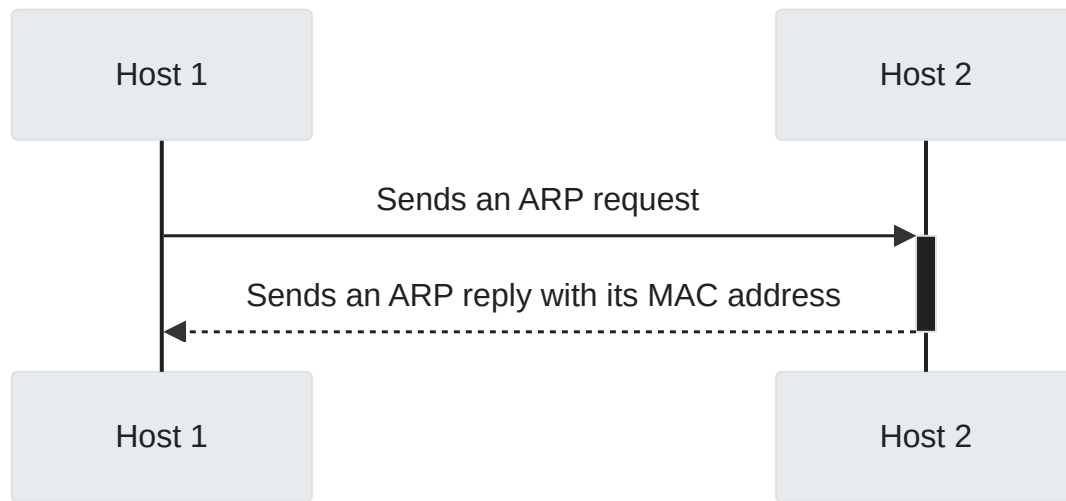 Host 1
Host 2
Sends an ARP request
Sends an ARP reply with its MAC address
Host 1
Host 2